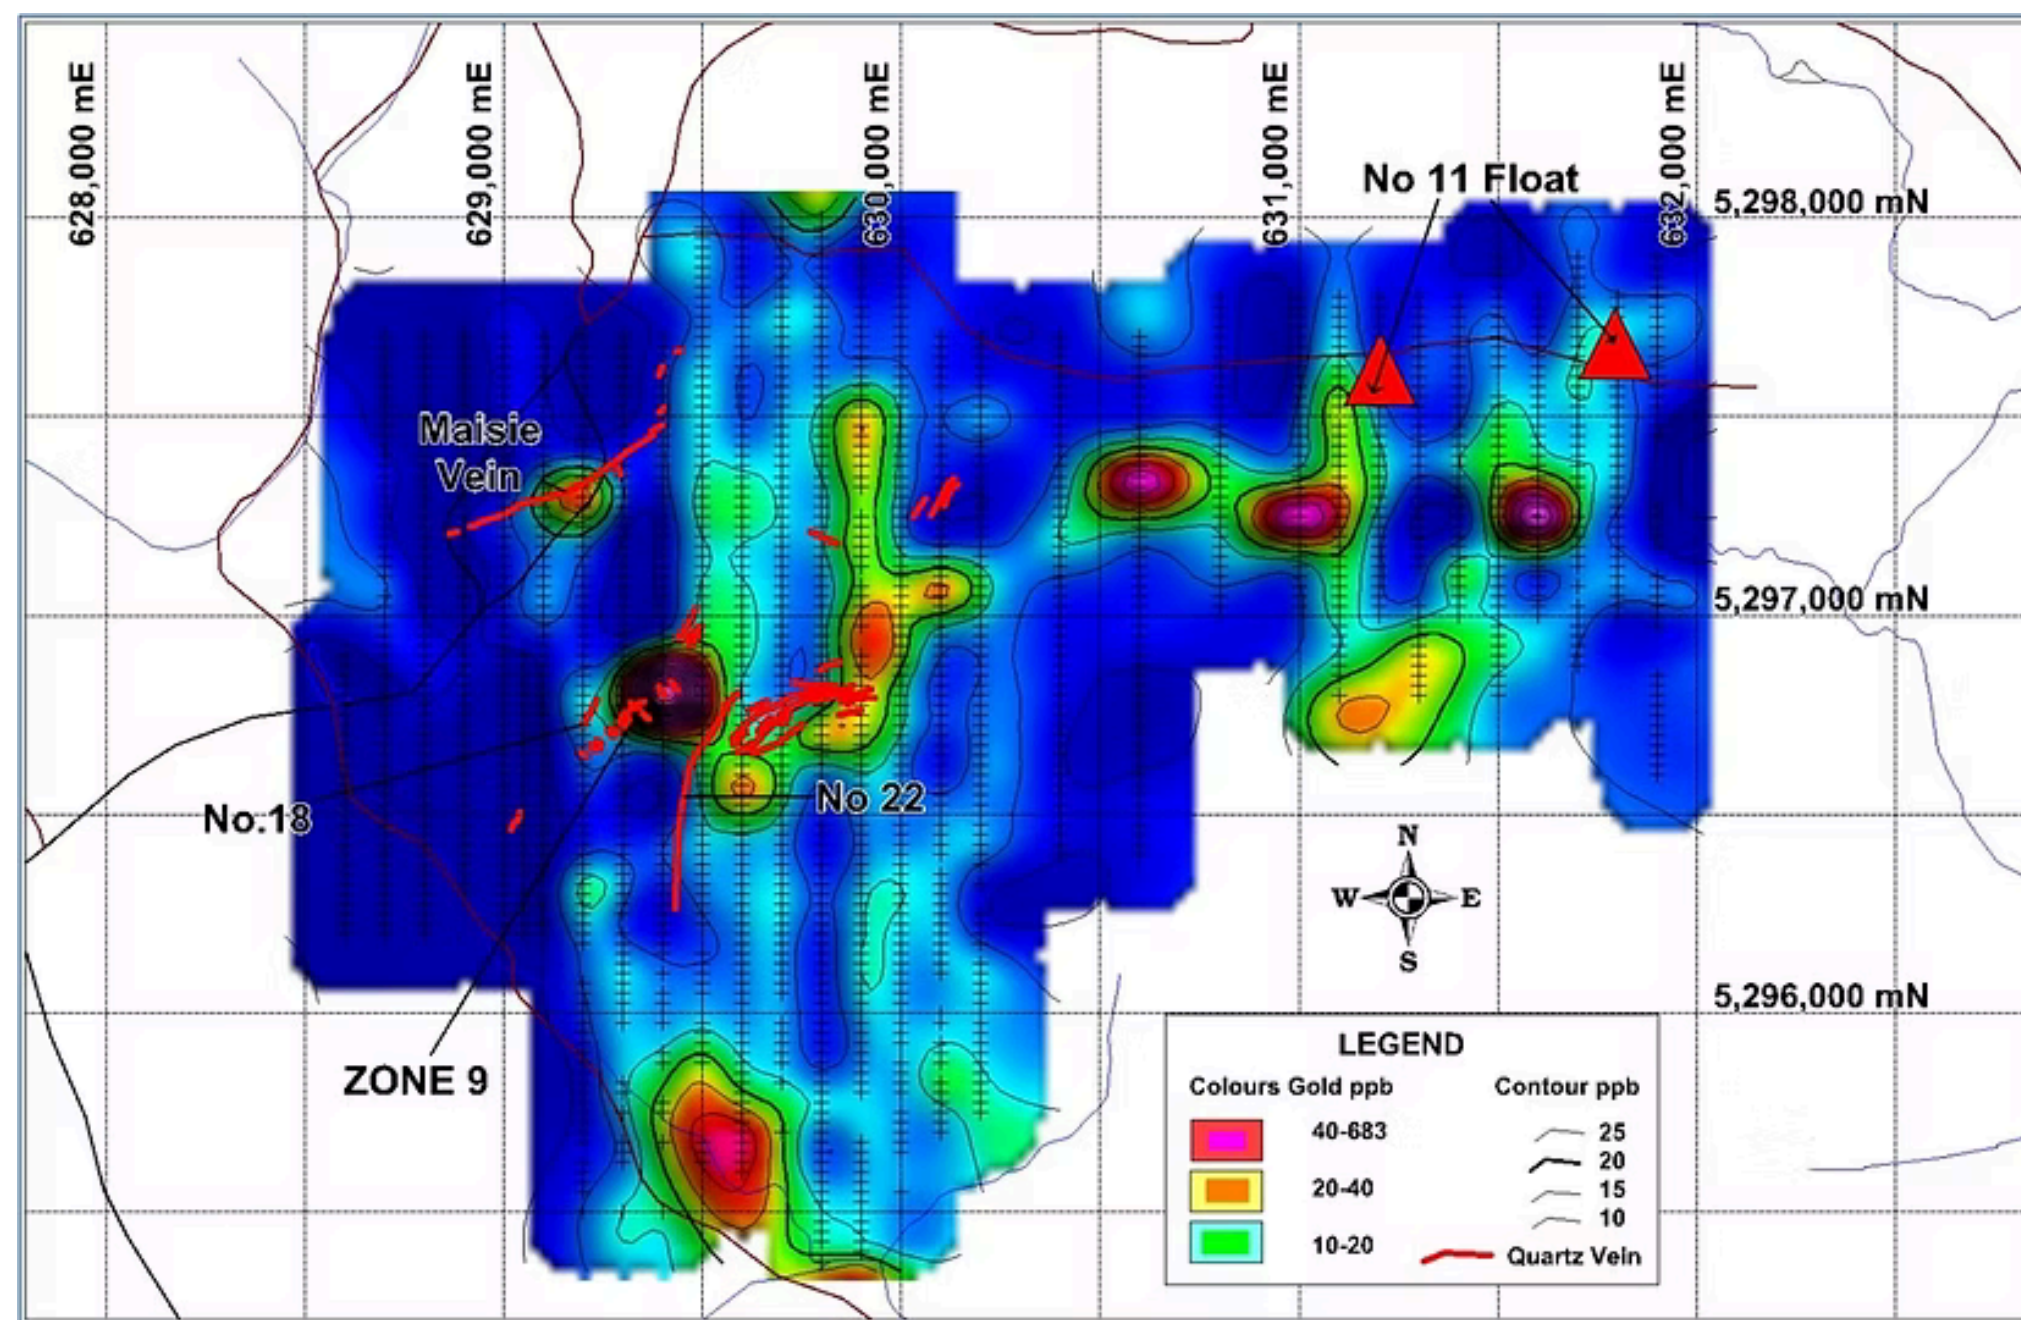 628,000 mE
629,000 mE
630,000 mE
631,000 mE
632,000 mE
No 11 Float
5,298,000 mN
Maisie
Vein
5,297,000 mN
No.18
No 22
N
W
E
S
5,296,000 mN
ZONE 9
LEGEND
Colours Gold ppb
Contour ppb
40-683
25
20
20-40
15
10
10-20
Quartz Vein